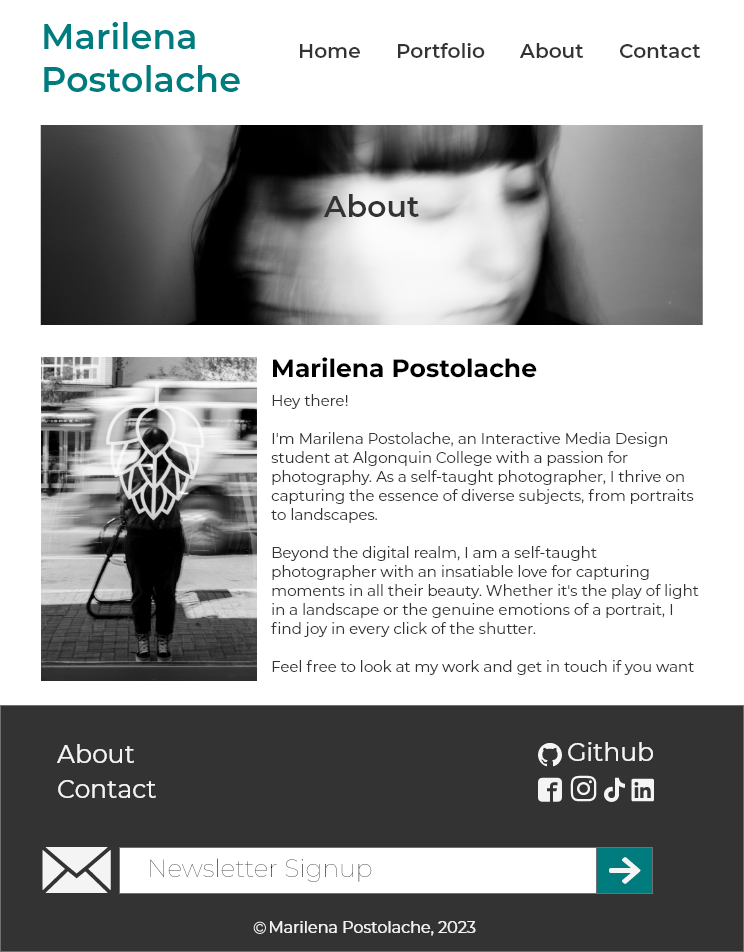 Marilena
Postolache
Home Portfolio About Contact
About
Marilena Postolache
Hey there!
I'm Marilena Postolache, an Interactive Media Design
student at Algonquin College with a passion for
photography. As a self-taught photographer, I thrive on
capturing the essence of diverse subjects, from portraits
to landscapes.
Beyond the digital realm, I am a self-taught
photographer with an insatiable love for capturing
moments in all their beauty. Whether it's the play of light
in a landscape or the genuine emotions of a portrait, I
find joy in every click of the shutter.
Feel free to look at my work and get in touch if you want
About
Contact
Github
Newsletter Signup
© Marilena Postolache, 2023